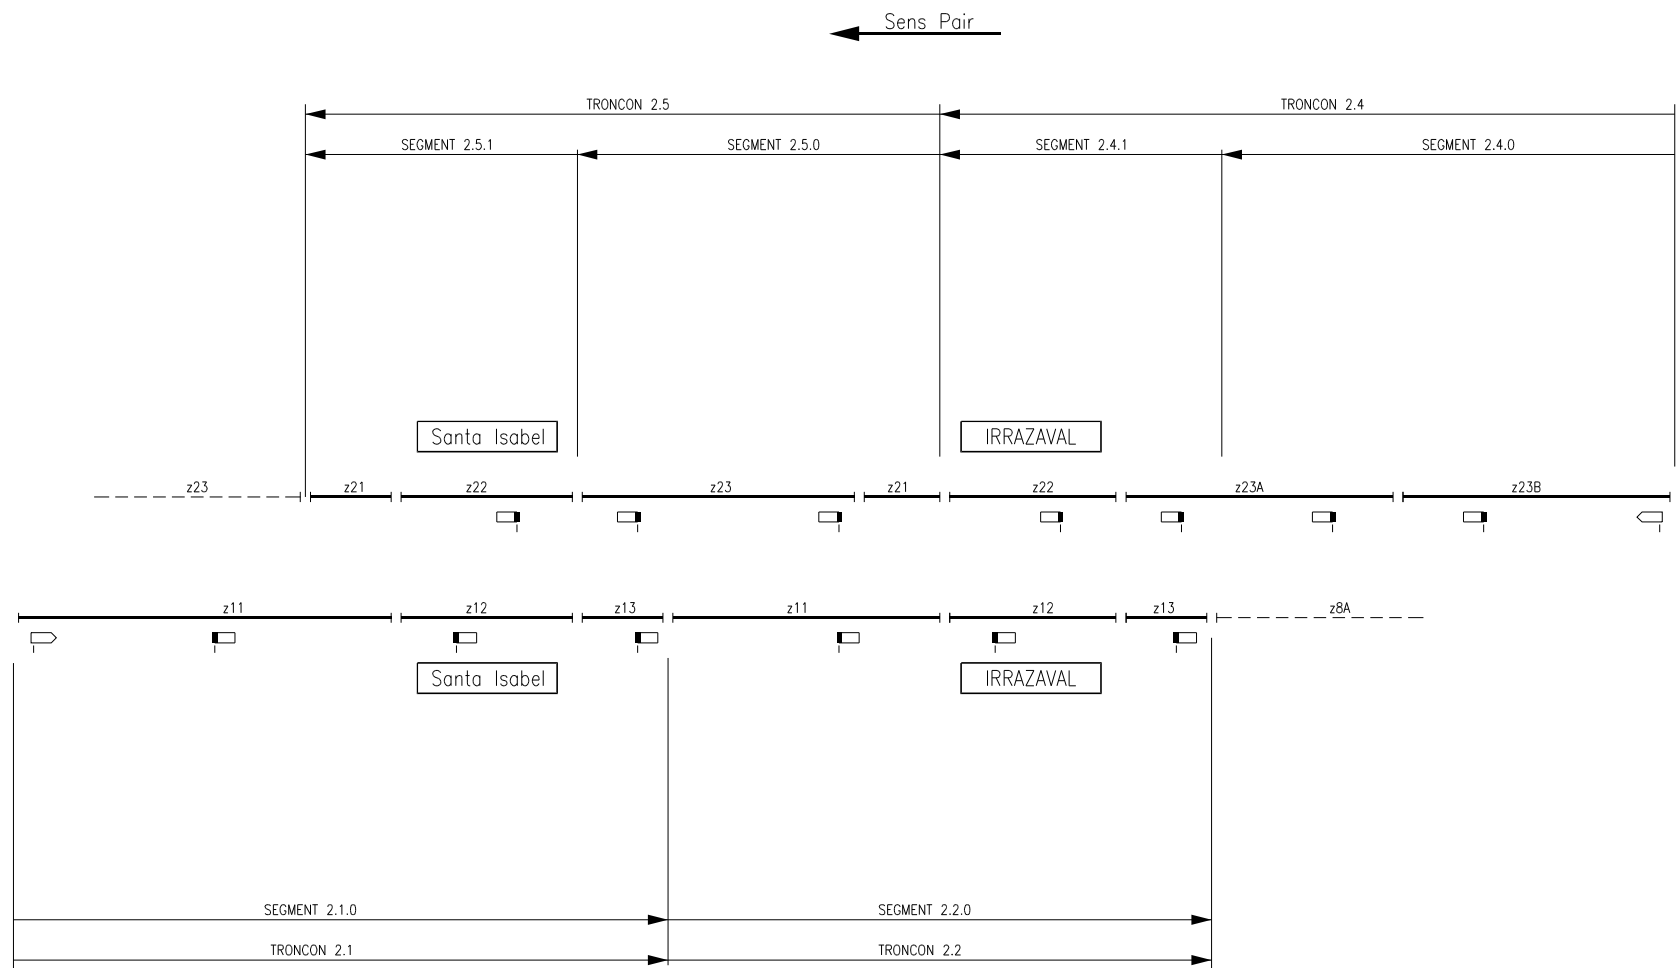 Sens Pair
TRONCON 2.5 TRONCON 2.4
SEGMENT 2.5.1 SEGMENT 2.5.0 SEGMENT 2.4.1 SEGMENT 2.4.0
Santa Isabel IRRAZAVAL
z23 z21 z22 z23 z21 z22 z23A z23B
z11 z12 z13 z11 z12 z13 z8A
Santa Isabel IRRAZAVAL
SEGMENT 2.1.0 SEGMENT 2.2.0
TRONCON 2.1 TRONCON 2.2